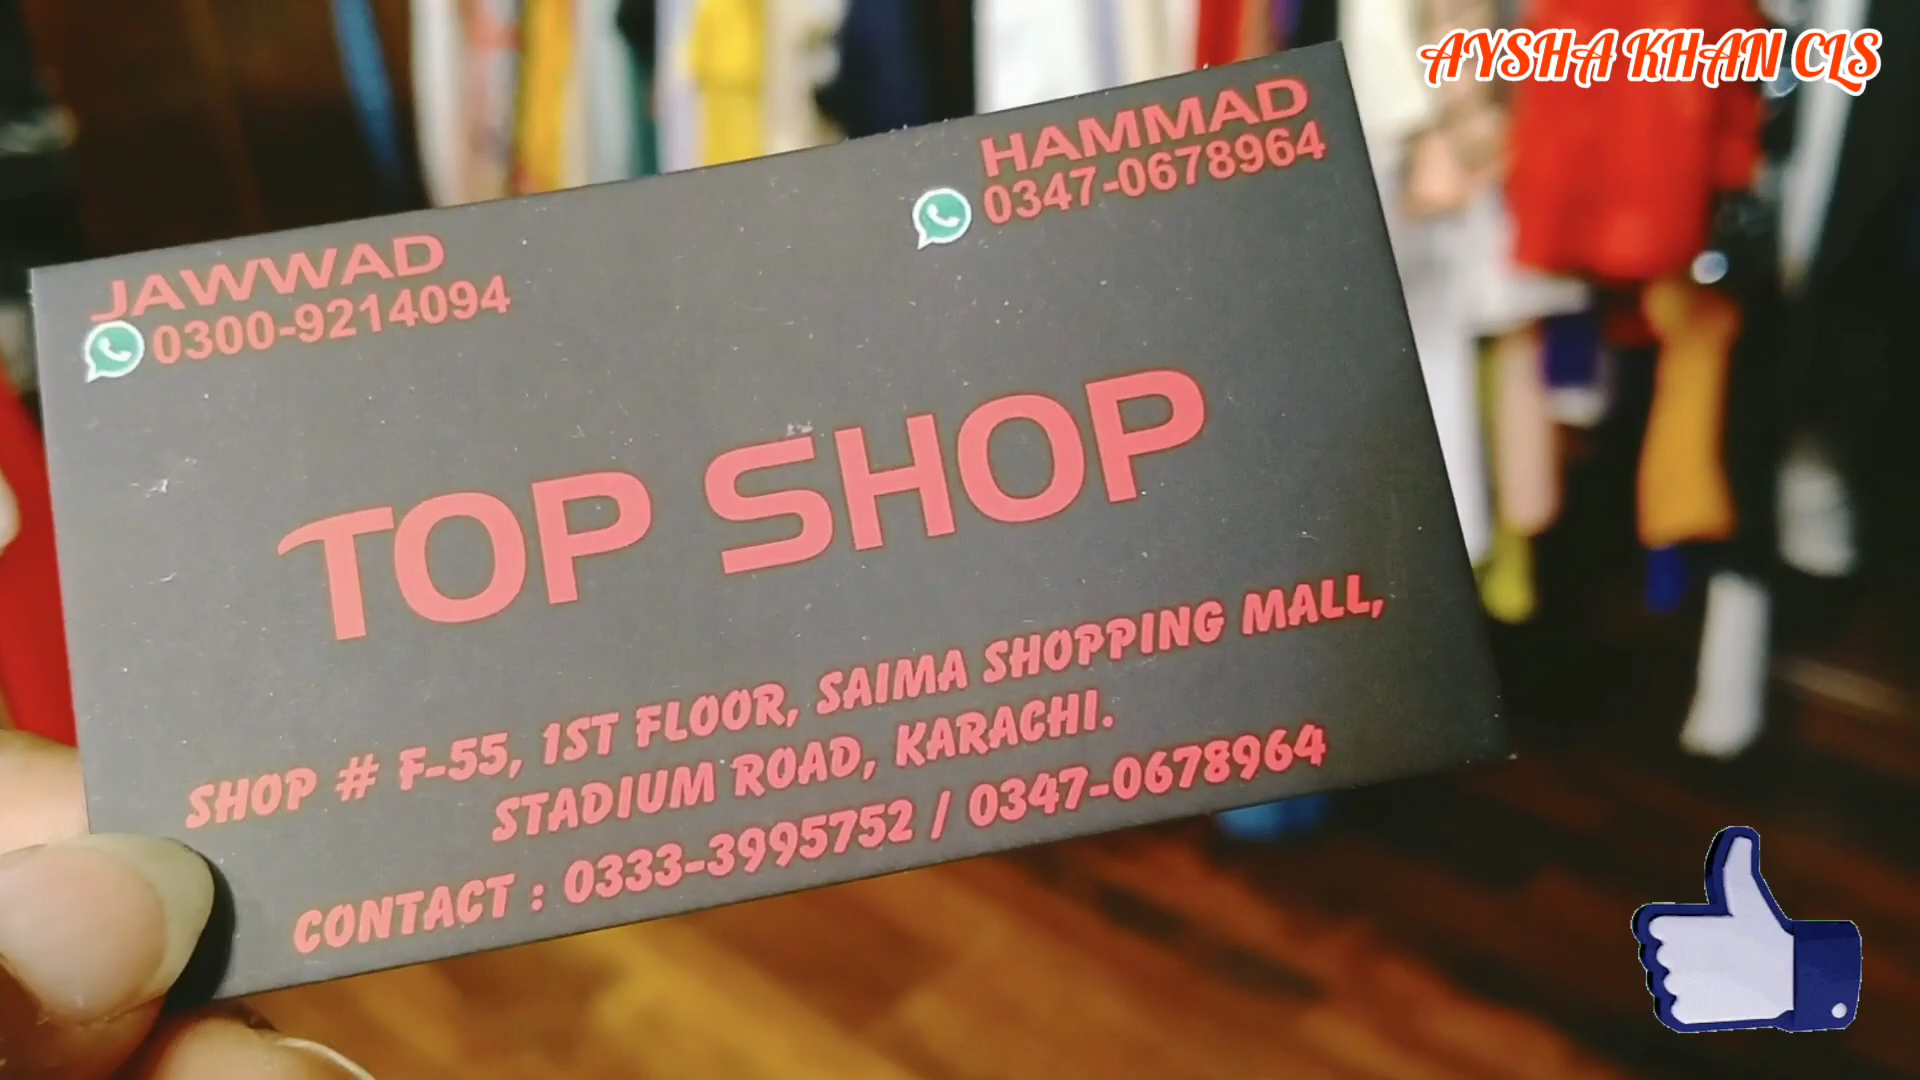 AYSHA KHAN CLS
HAMMAD
0347-0678964
JAWWAD
0300-9214094
TOP SHOP
SHOP # F-55, 1ST FLOOR, SAIMA SHOPPING MALL,
STADIUM ROAD, KARACHI.
CONTACT : 0333-3995752 / 0347-0678964